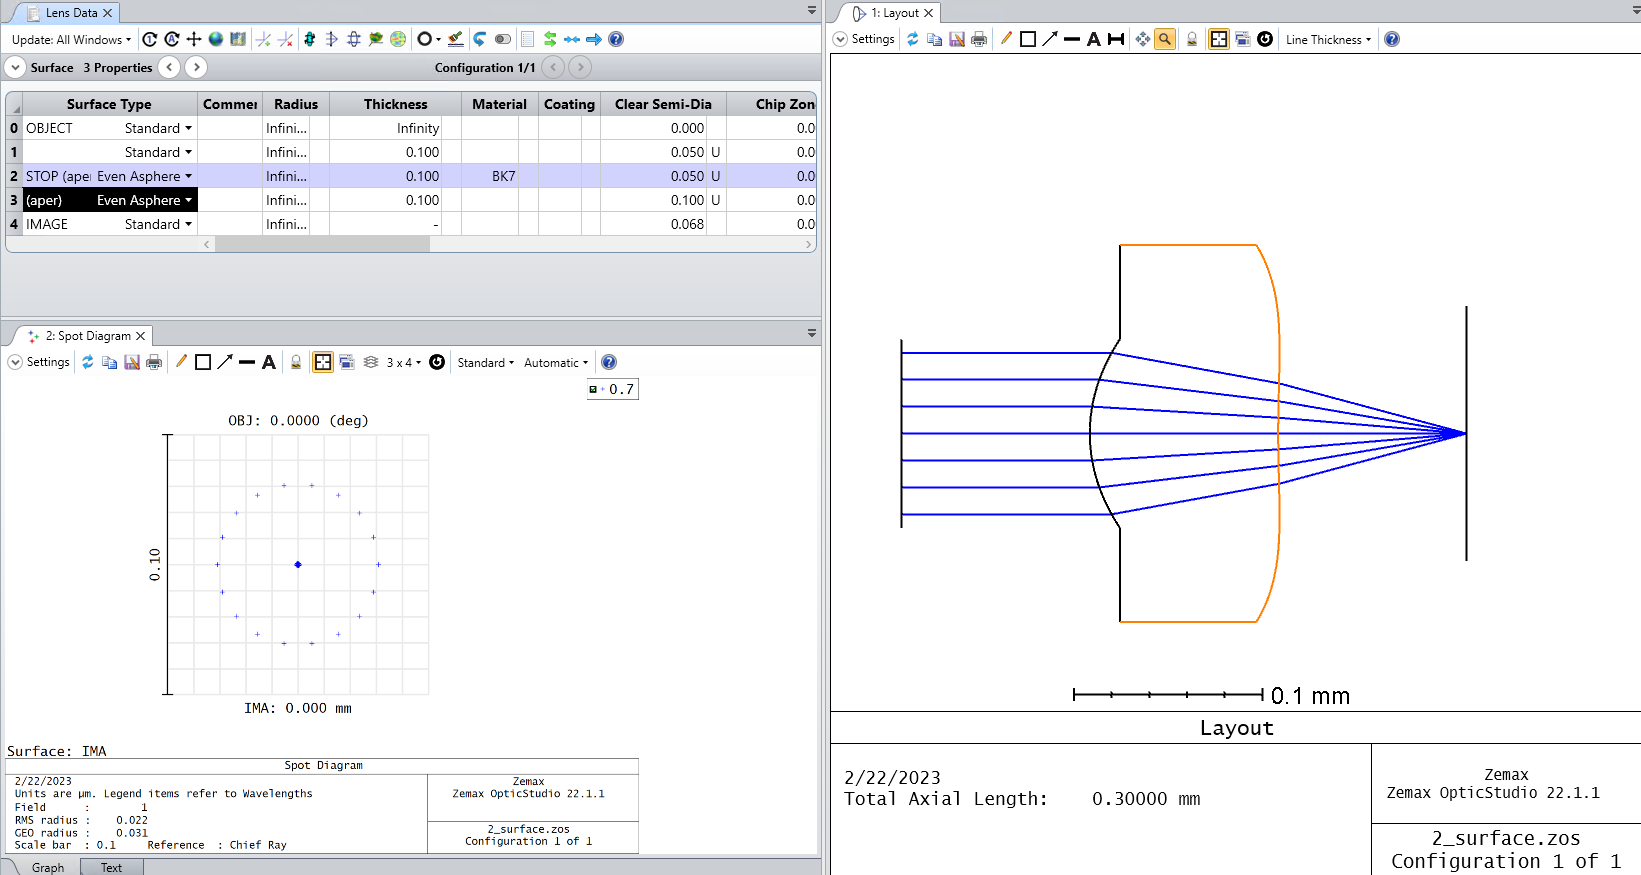 Lens Data
Update: All Windows
Surface 3 Properties
Configuration 1/1
Surface Type Commer Radius Thickness Material Coating Clear Semi-Dia Chip Zon
0 OBJECT Standard Infini... Infinity 0.000 0.0
1 Standard Infini... 0.100 0.050 U 0.0
2 STOP (ape Even Asphere Infini... 0.100 BK7 0.050 U 0.0
3 (aper) Even Asphere Infini... 0.100 0.100 U 0.0
4 IMAGE Standard Infini... - 0.068 0.0
2: Spot Diagram
Settings A 3 x 4 Standard Automatic
+ 0.7
OBJ: 0.0000 (deg)
0.10
IMA: 0.000 mm
Surface: IMA
Spot Diagram
2/22/2023
Units are µm. Legend items refer to Wavelengths
Field : 1
RMS radius : 0.022
GEO radius : 0.031
Scale bar : 0.1 Reference : Chief Ray
Zemax
Zemax OpticStudio 22.1.1
2_surface.zos
Configuration 1 of 1
Graph Text
1: Layout
Settings A Line Thickness
0.1 mm
Layout
2/22/2023
Total Axial Length: 0.30000 mm
Zemax
Zemax OpticStudio 22.1.1
2_surface.zos
Configuration 1 of 1